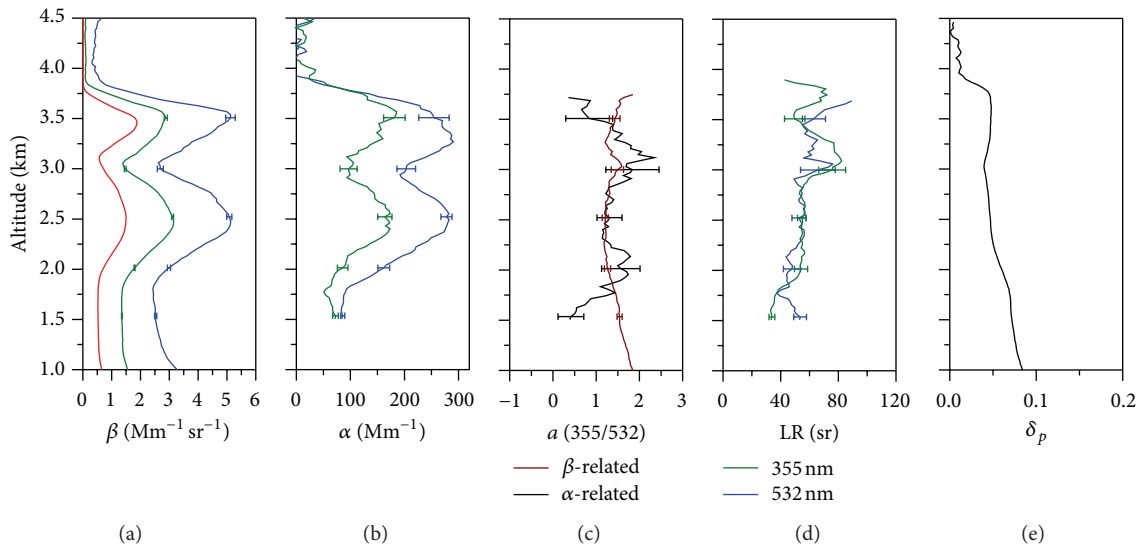 4.5
4.0
3.5
3.0
2.5
2.0
1.5
1.0
Altitude (km)
0 1 2 3 4 5 6
β (Mm⁻¹ sr⁻¹)
0 100 200 300
α (Mm⁻¹)
−1 0 1 2 3
a (355/532)
0 40 80 120
LR (sr)
0.0 0.1 0.2
δₚ
β-related
α-related
355 nm
532 nm
(a) (b) (c) (d) (e)